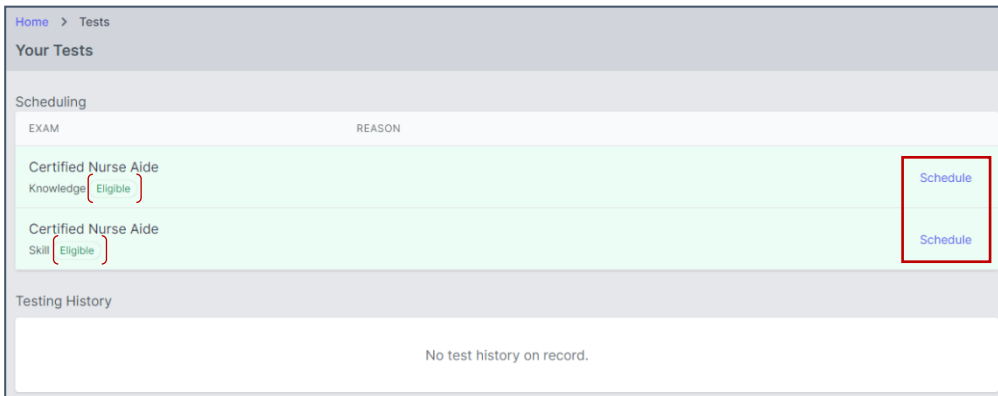 Home > Tests
Your Tests
Scheduling
EXAM REASON
Certified Nurse Aide
Knowledge Eligible Schedule
Certified Nurse Aide
Skill Eligible Schedule
Testing History
No test history on record.